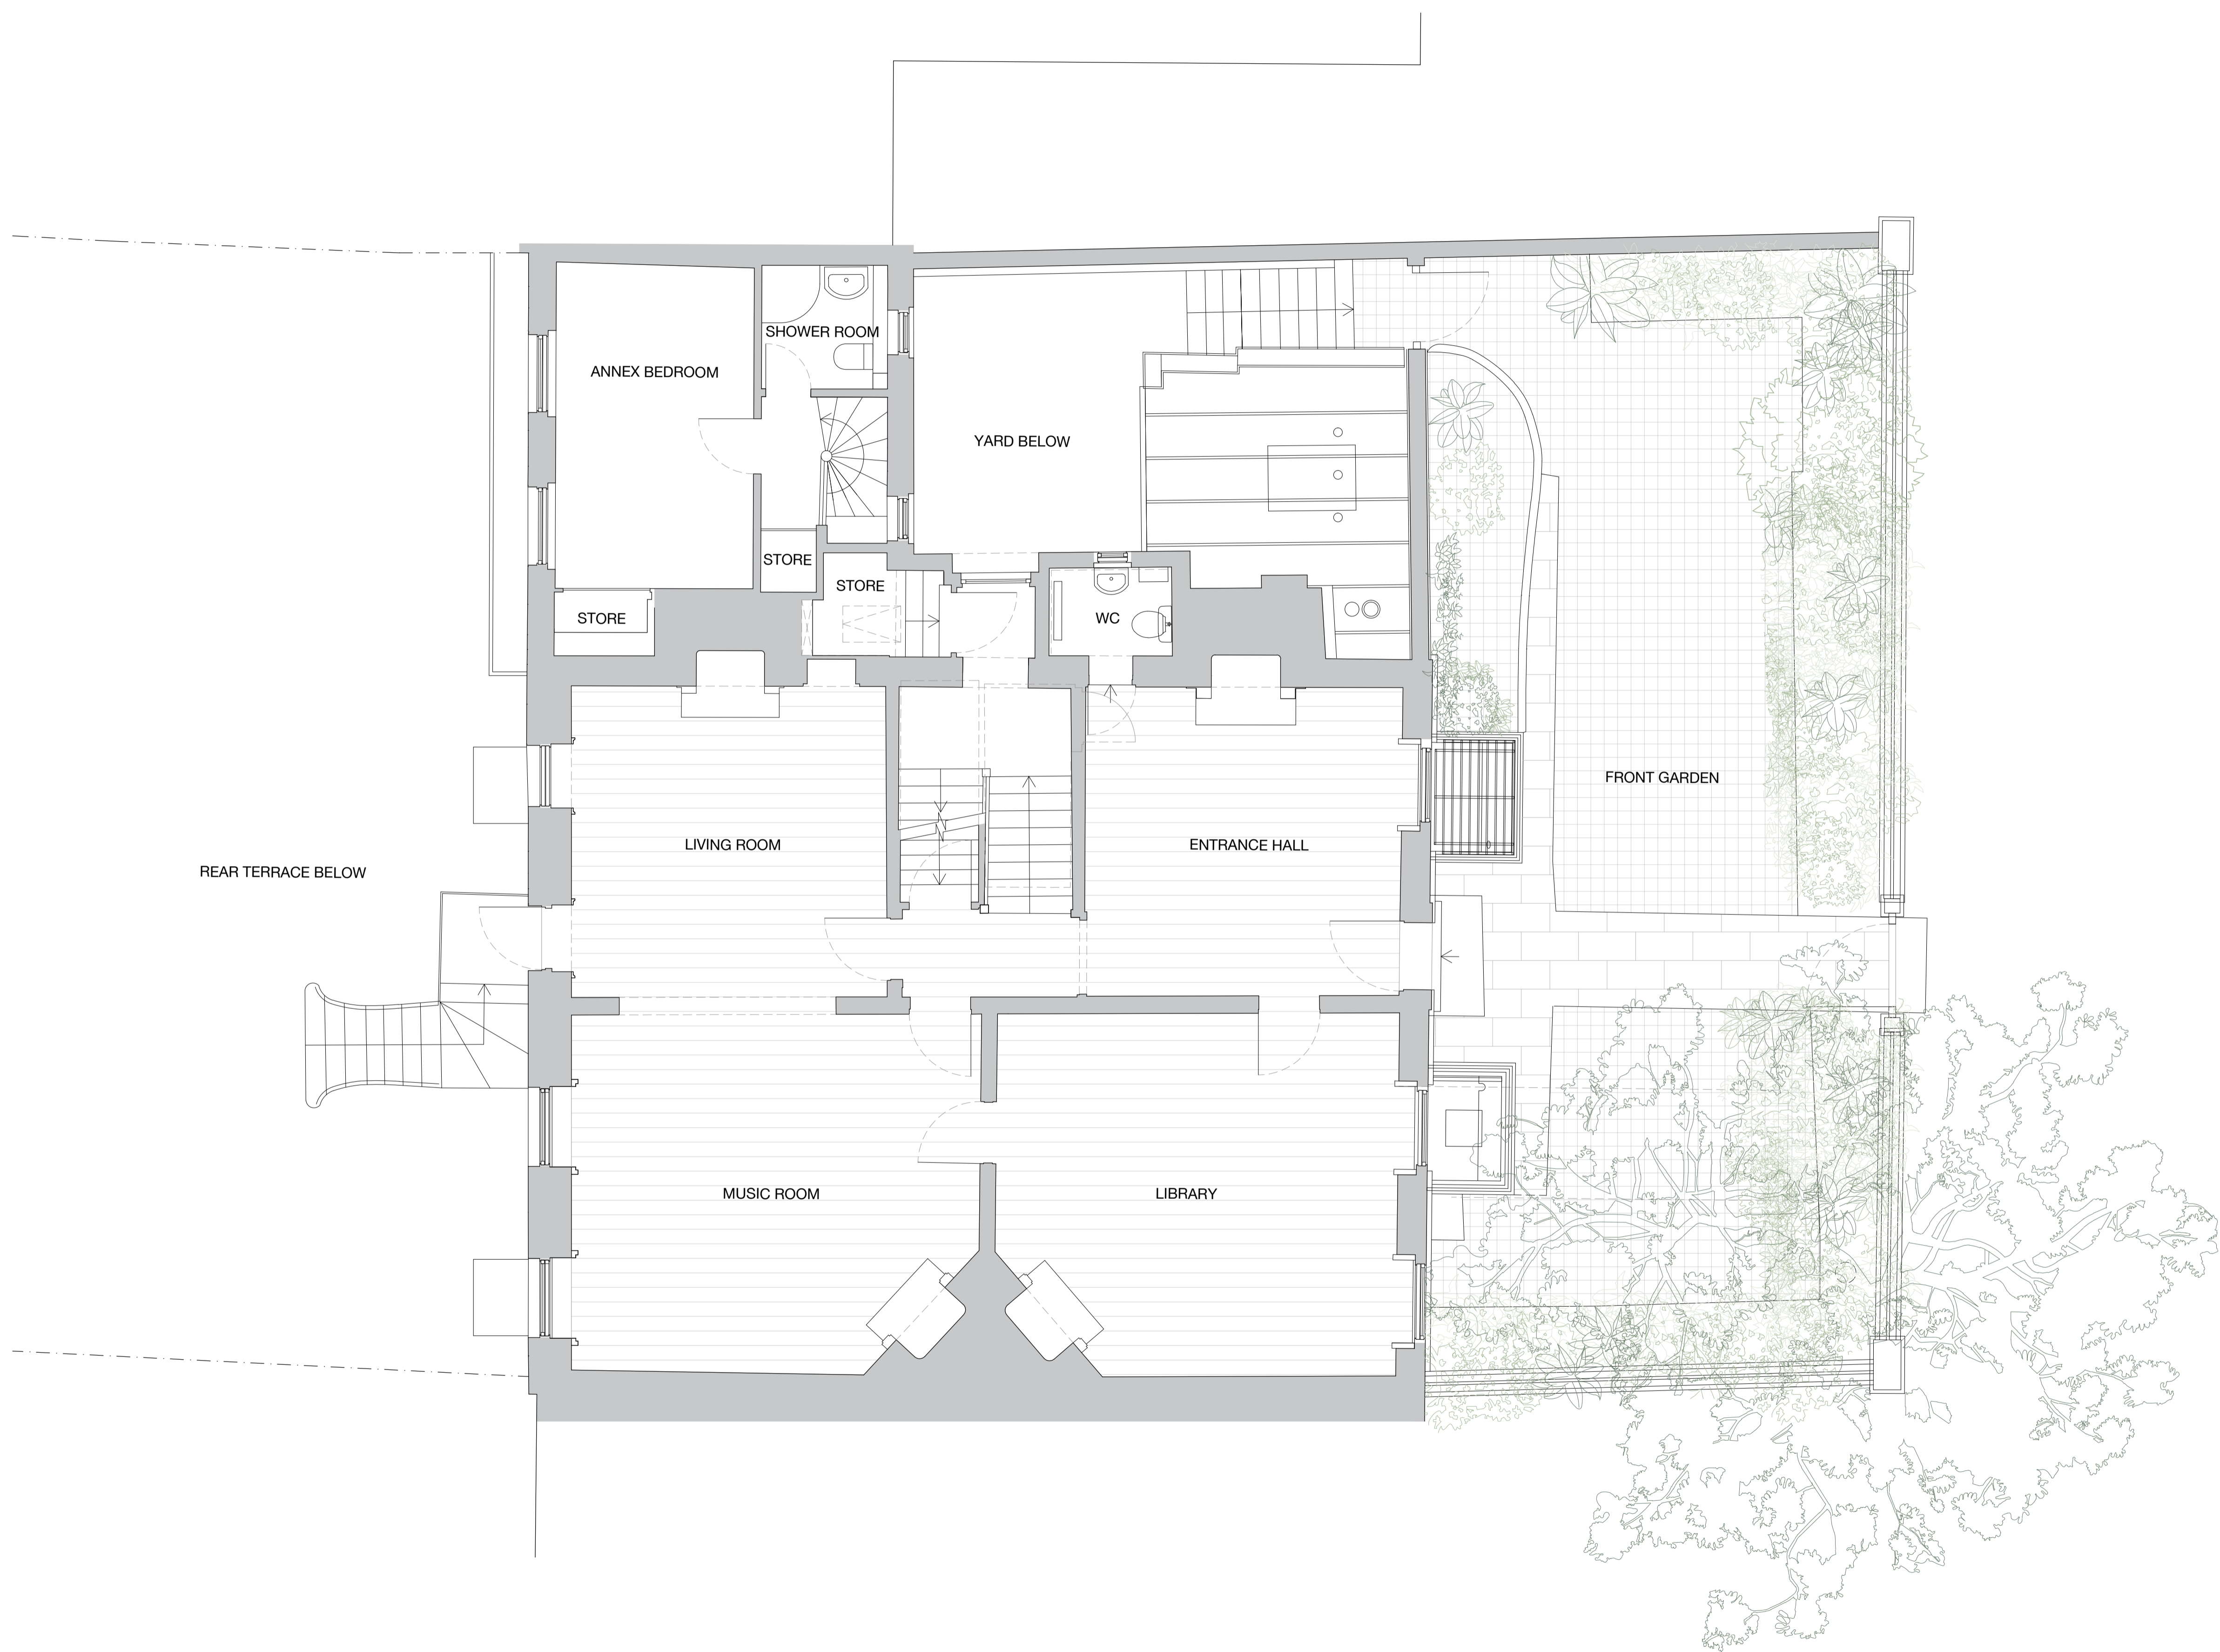 SHOWER ROOM
ANNEX BEDROOM
YARD BELOW
STORE
STORE
STORE
WC
FRONT GARDEN
LIVING ROOM
ENTRANCE HALL
REAR TERRACE BELOW
MUSIC ROOM
LIBRARY